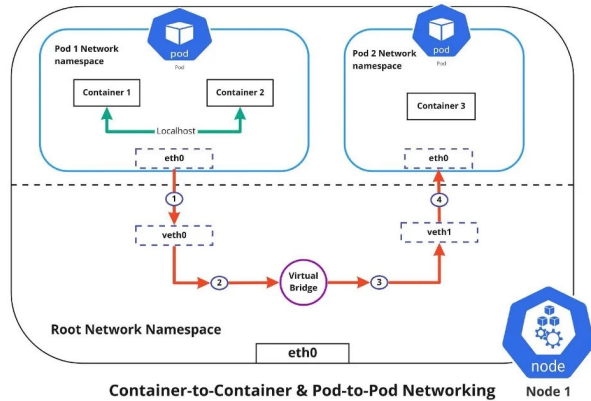 Pod 1 Network
namespace
pod
Pod
Container 1
Container 2
Localhost
eth0
Pod 2 Network
namespace
pod
Pod
Container 3
eth0
1
4
veth0
veth1
2
Virtual
Bridge
3
Root Network Namespace
eth0
node
Container-to-Container & Pod-to-Pod Networking
Node 1